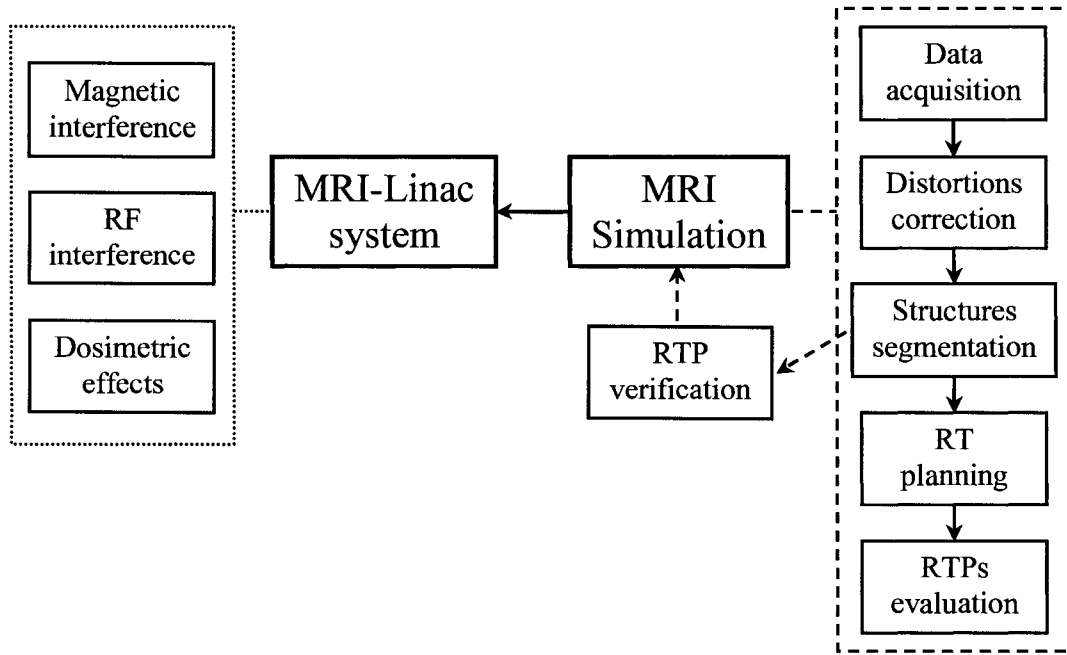 Magnetic
interference
RF
interference
Dosimetric
effects
MRI-Linac
system
MRI
Simulation
RTP
verification
Data
acquisition
Distortions
correction
Structures
segmentation
RT
planning
RTPs
evaluation